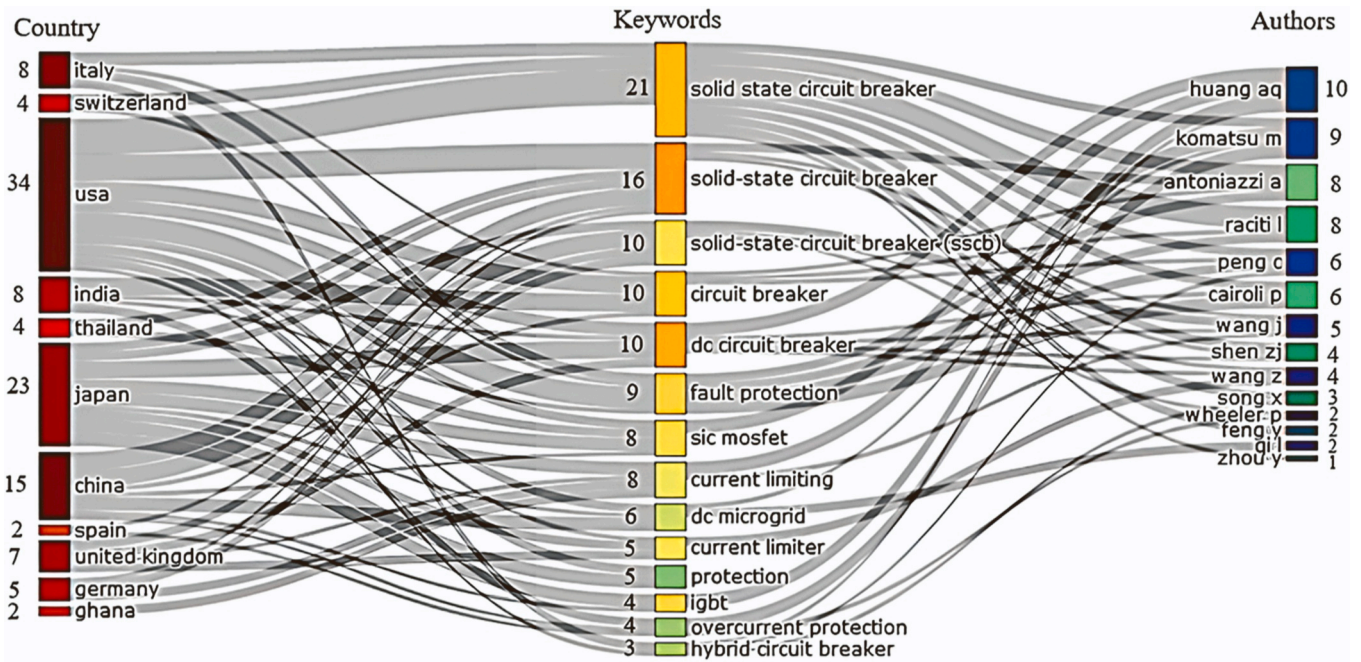 Country
Keywords
Authors
8 italy
4 switzerland
34 usa
8 india
4 thailand
23 japan
15 china
2 spain
7 united kingdom
5 germany
2 ghana
21 solid state circuit breaker
16 solid-state circuit breaker
10 solid-state circuit breaker (sscb)
10 circuit breaker
10 dc circuit breaker
9 fault protection
8 sic mosfet
8 current limiting
6 dc microgrid
5 current limiter
5 protection
4 igbt
4 overcurrent protection
3 hybrid circuit breaker
huang aq 10
komatsu m 9
antoniazzi a 8
raciti l 8
peng c 6
cairoli p 6
wang j 5
shen zj 4
wang z 4
song x 3
wheeler p 2
feng y 2
2
zhou y 1